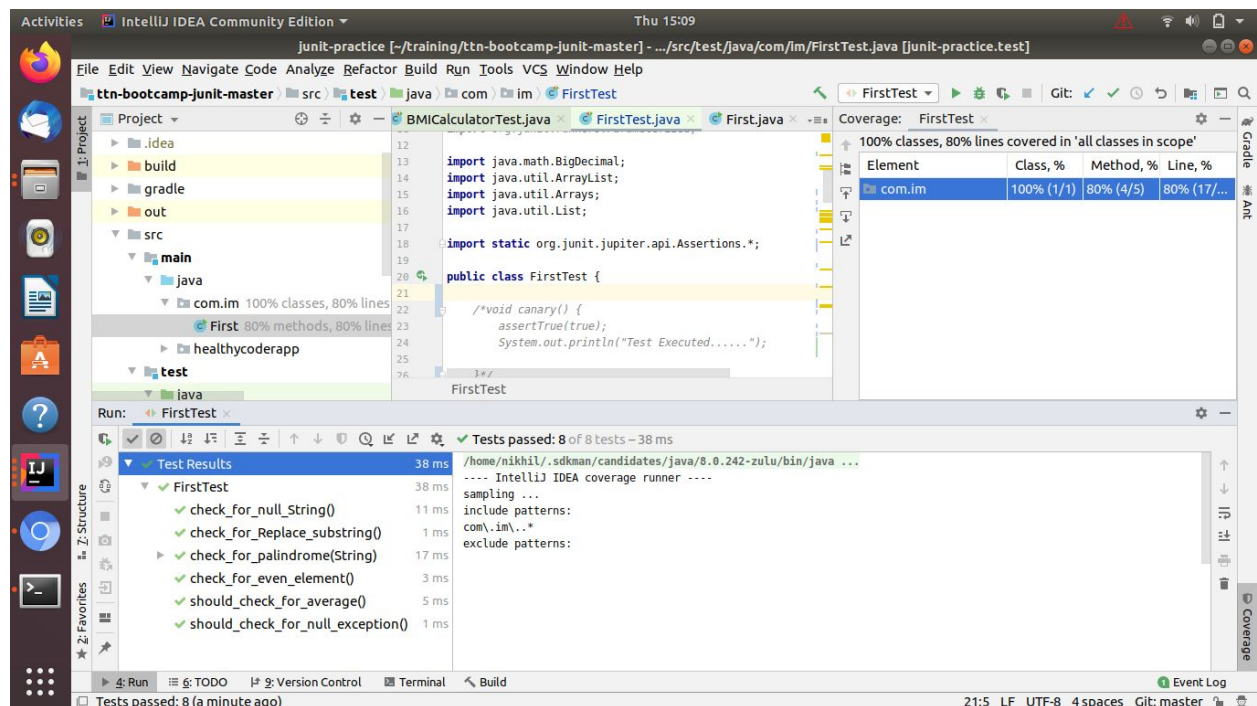 Activities IntelliJ IDEA Community Edition Thu 15:09
junit-practice [~/training/ttn-bootcamp-junit-master] - .../src/test/java/com/im/FirstTest.java [junit-practice.test]
File Edit View Navigate Code Analyze Refactor Build Run Tools VCS Window Help
ttn-bootcamp-junit-master src test java com im FirstTest FirstTest Git:
1: Project
Project
.idea
build
gradle
out
src
main
java
com.im 100% classes, 80% lines
First 80% methods, 80% lines
healthycoderapp
test
java
BMICalculatorTest.java FirstTest.java First.java
12
13 import java.math.BigDecimal;
14 import java.util.ArrayList;
15 import java.util.Arrays;
16 import java.util.List;
17
18 import static org.junit.jupiter.api.Assertions.*;
19
20 public class FirstTest {
21
22 /*void canary() {
23 assertTrue(true);
24 System.out.println("Test Executed......");
25
26 }*/
FirstTest
Coverage: FirstTest
100% classes, 80% lines covered in 'all classes in scope'
Element Class, % Method, % Line, %
com.im 100% (1/1) 80% (4/5) 80% (17/...
Gradle
Ant
Run: FirstTest
Tests passed: 8 of 8 tests – 38 ms
Test Results 38 ms
FirstTest 38 ms
check_for_null_String() 11 ms
check_for_Replace_substring() 1 ms
check_for_palindrome(String) 17 ms
check_for_even_element() 3 ms
should_check_for_average() 5 ms
should_check_for_null_exception() 1 ms
/home/nikhil/.sdkman/candidates/java/8.0.242-zulu/bin/java ...
---- IntelliJ IDEA coverage runner ----
sampling ...
include patterns:
com\.im\..*
exclude patterns:
Z: Structure
2: Favorites
Coverage
4: Run 6: TODO 9: Version Control Terminal Build 1 Event Log
Tests passed: 8 (a minute ago) 21:5 LF UTF-8 4 spaces Git: master